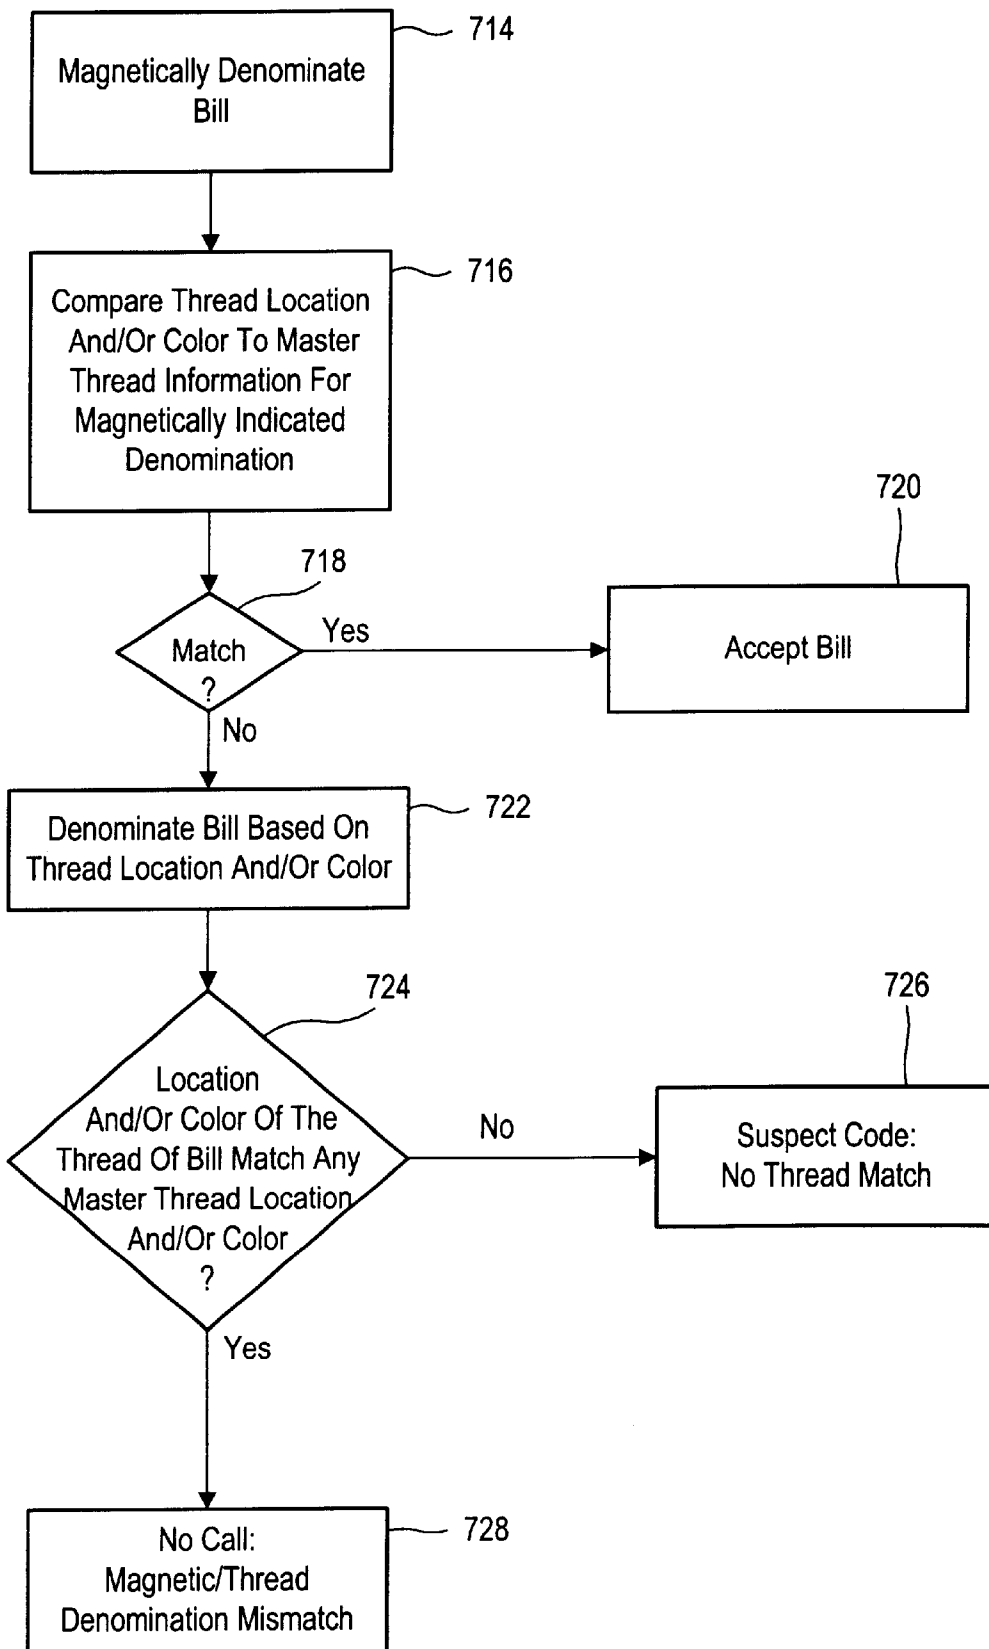 714
Magnetically Denominate
Bill
716
Compare Thread Location
And/Or Color To Master
Thread Information For
Magnetically Indicated
Denomination
718
720
Match
?
Yes
Accept Bill
No
722
Denominate Bill Based On
Thread Location And/Or Color
724
726
Location
And/Or Color Of The
Thread Of Bill Match Any
Master Thread Location
And/Or Color
?
No
Suspect Code:
No Thread Match
Yes
728
No Call:
Magnetic/Thread
Denomination Mismatch